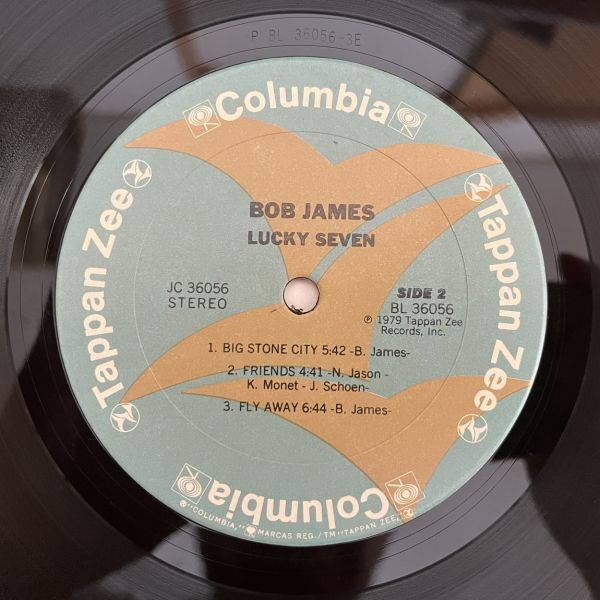 P BL 36056-3E
Columbia
Tappan Zee
Tappan Zee
BOB JAMES
LUCKY SEVEN
JC 36056
STEREO
SIDE 2
BL 36056
℗ 1979 Tappan Zee
Records, Inc.
1. BIG STONE CITY 5:42 -B. James-
2. FRIENDS 4:41 -N. Jason -
K. Monet - J. Schoen-
3. FLY AWAY 6:44 -B. James-
Columbia
®"COLUMBIA," MARCAS REG./TM "TAPPAN ZEE,"